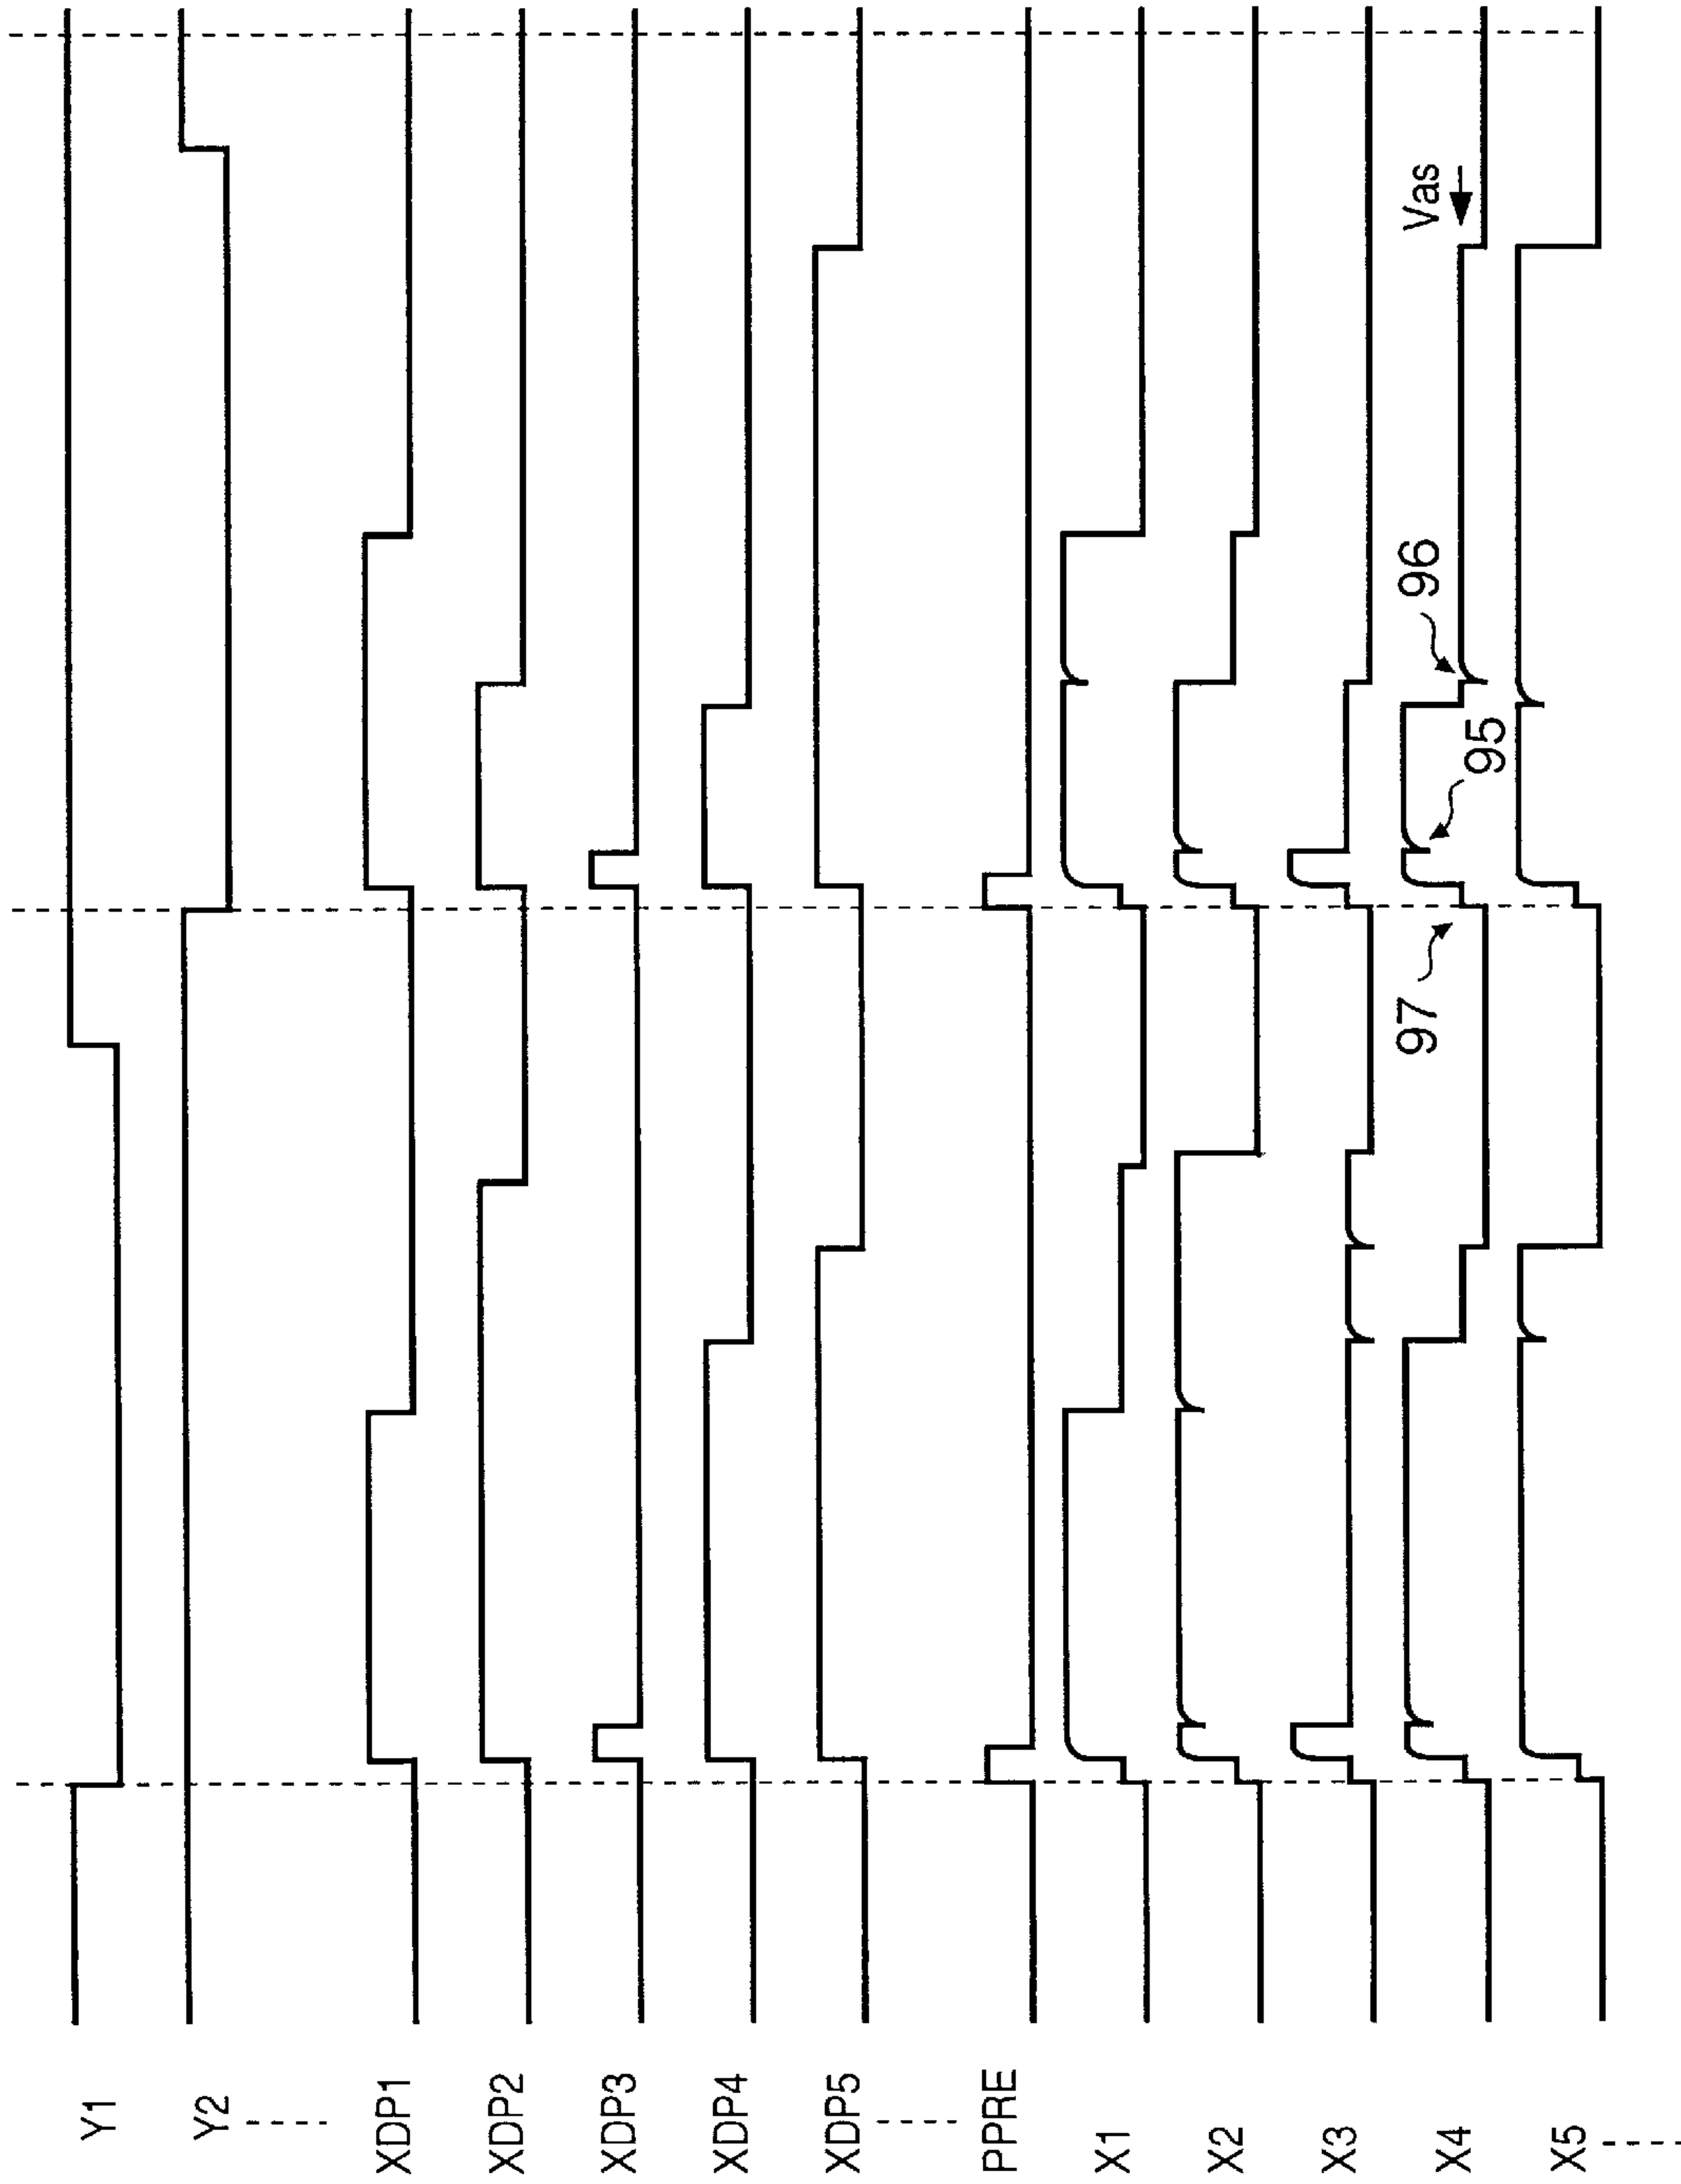 Y1
Y2
XDP1
XDP2
XDP3
XDP4
XDP5
PPRE
X1
X2
X3
X4
X5
97
95
96
Vas